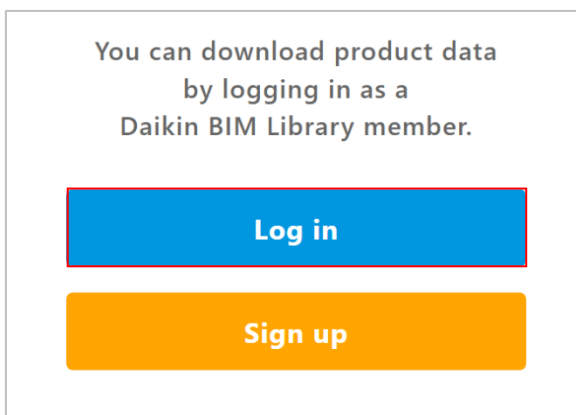 You can download product data
by logging in as a
Daikin BIM Library member.
Log in
Sign up